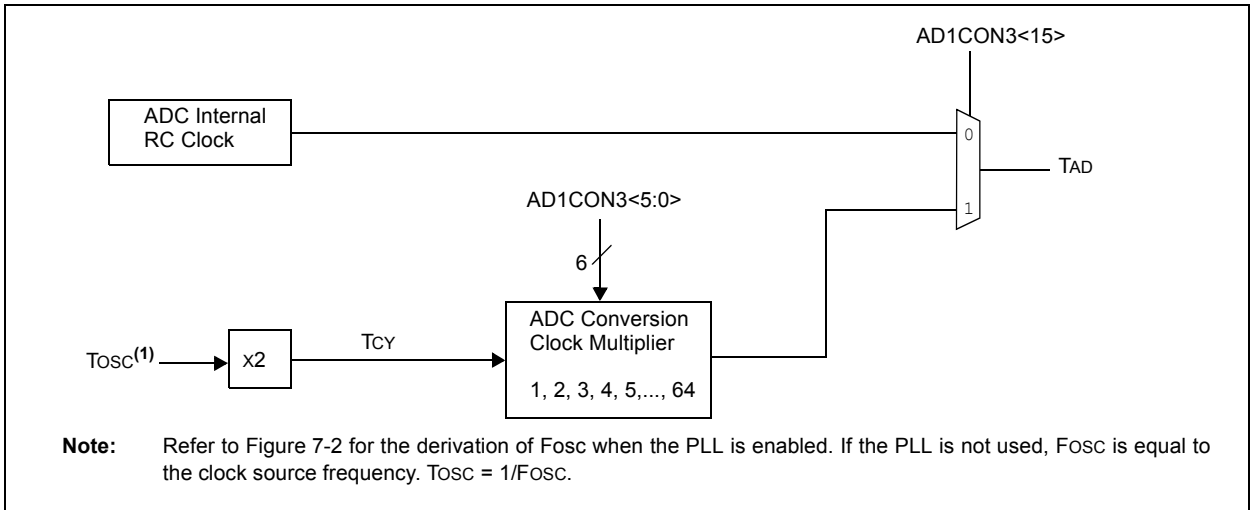 AD1CON3<15>
ADC Internal
RC Clock
0
TAD
AD1CON3<5:0>
1
6
ADC Conversion
Clock Multiplier
TOSC(1)
x2
TCY
1, 2, 3, 4, 5,..., 64
Note: Refer to Figure 7-2 for the derivation of Fosc when the PLL is enabled. If the PLL is not used, FOSC is equal to
the clock source frequency. TOSC = 1/FOSC.